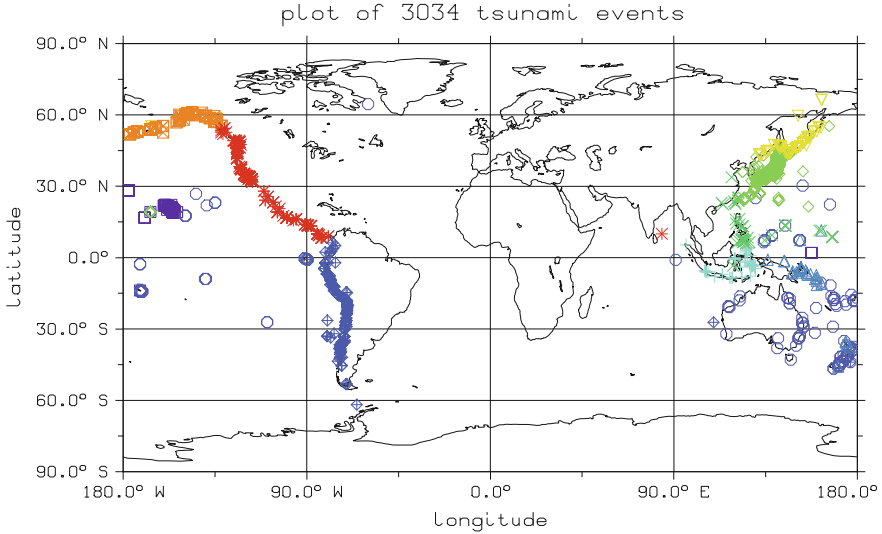 plot of 3034 tsunami events
90.0° N
60.0° N
30.0° N
0.0°
30.0° S
60.0° S
90.0° S
latitude
180.0° W
90.0° W
0.0°
90.0° E
180.0°
longitude